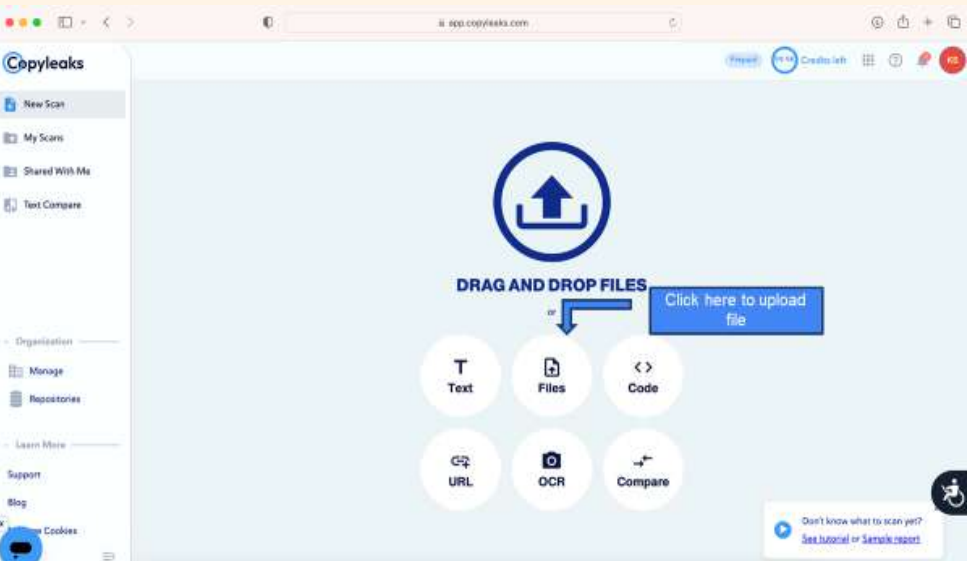 app.copyleaks.com
Copyleaks
Prepaid
Credits left
KS
New Scan
My Scans
Shared With Me
Text Compare
DRAG AND DROP FILES
or
Click here to upload
file
Organization
Manage
Repositories
T
Text
Files
Code
URL
OCR
Compare
Learn More
Support
Blog
Cookies
Don't know what to scan yet?
See tutorial or Sample report